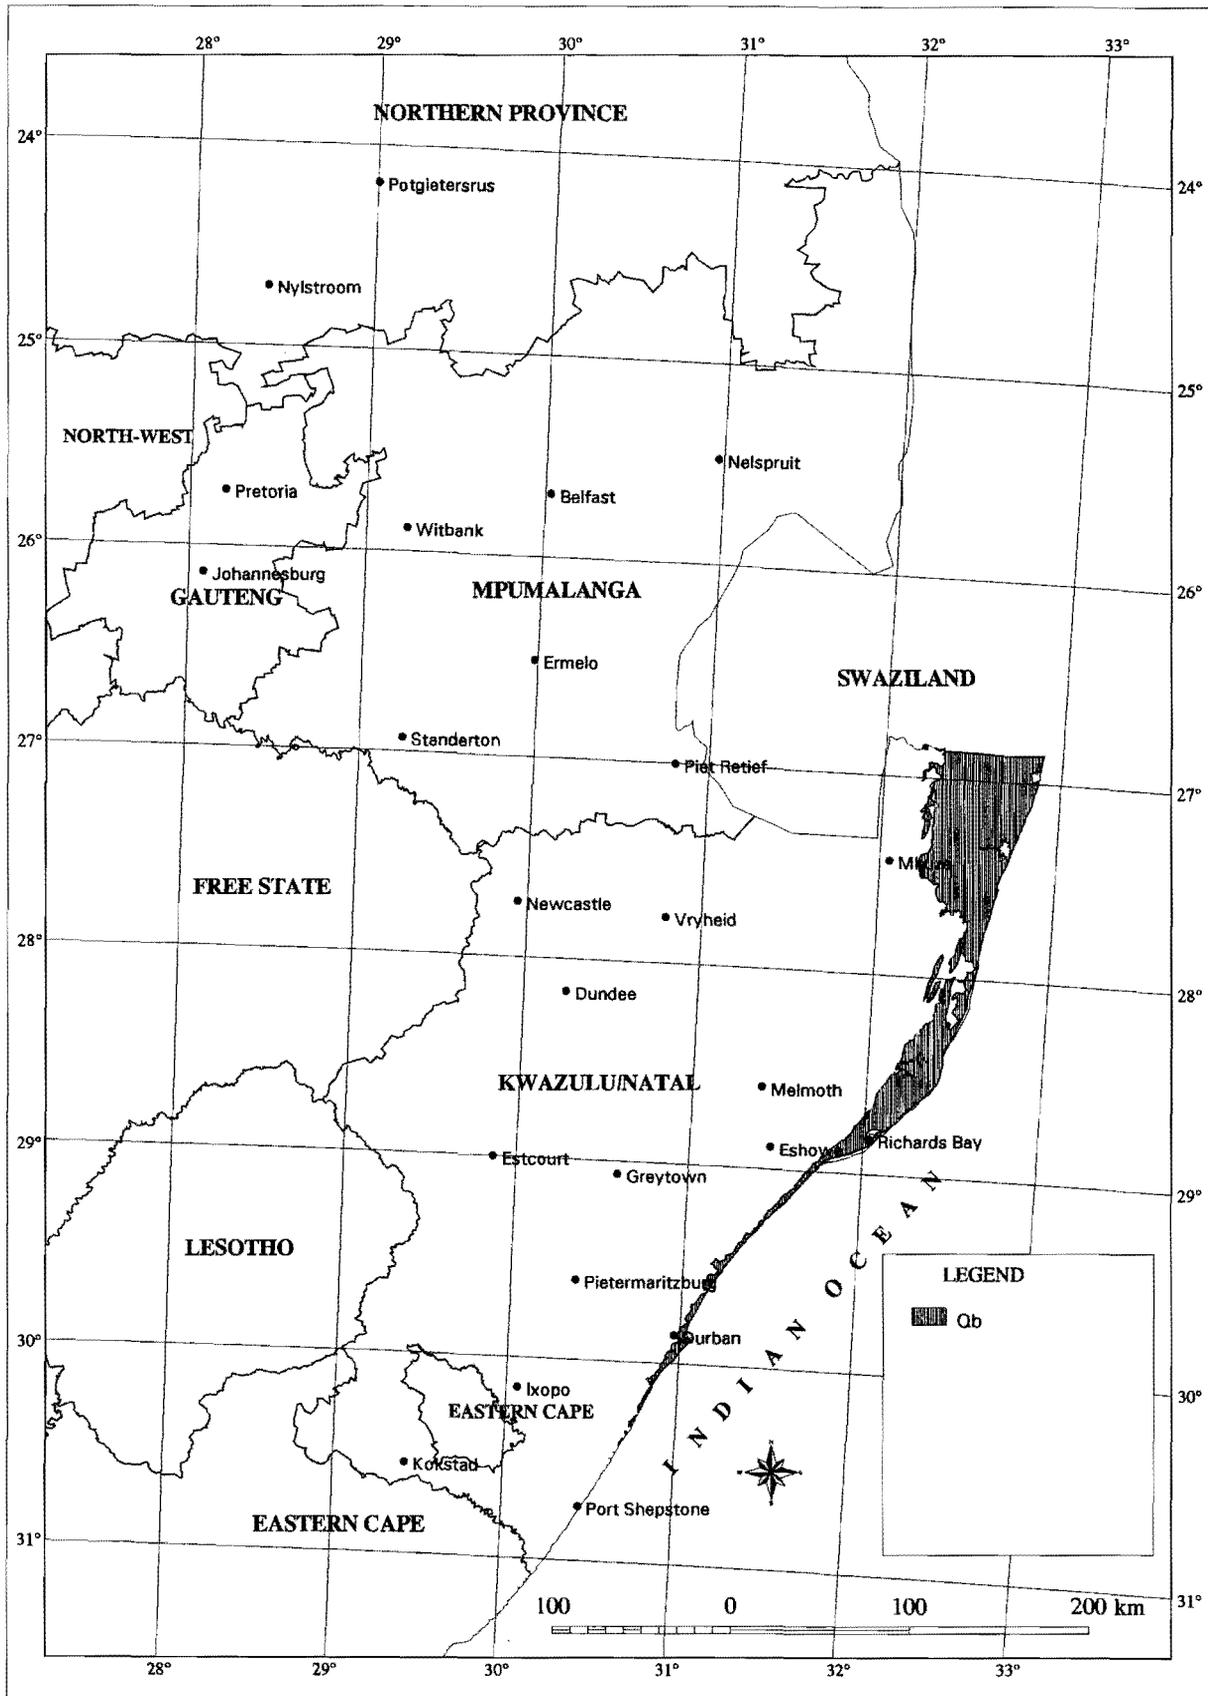 28° 29° 30° 31° 32° 33°
NORTHERN PROVINCE
24°
Potgietersrus
24°
Nylstroom
25°
25°
NORTH-WEST
Nelspruit
Pretoria
Belfast
Witbank
26°
Johannesburg
GAUTENG
MPUMALANGA
26°
Ermelo
SWAZILAND
27°
Standerton
Piet Retief
27°
FREE STATE
Newcastle
Vryheid
28°
Dundee
28°
KWAZULU/NATAL
Melmoth
29°
Estcourt
Eshowe
Richards Bay
Greytown
29°
LESOTHO
Pietermaritzburg
INDIAN OCEAN
LEGEND
Qb
30°
Durban
Ixopo
30°
EASTERN CAPE
Kokstad
Port Shepstone
EASTERN CAPE
31°
31°
100 0 100 200 km
28° 29° 30° 31° 32° 33°